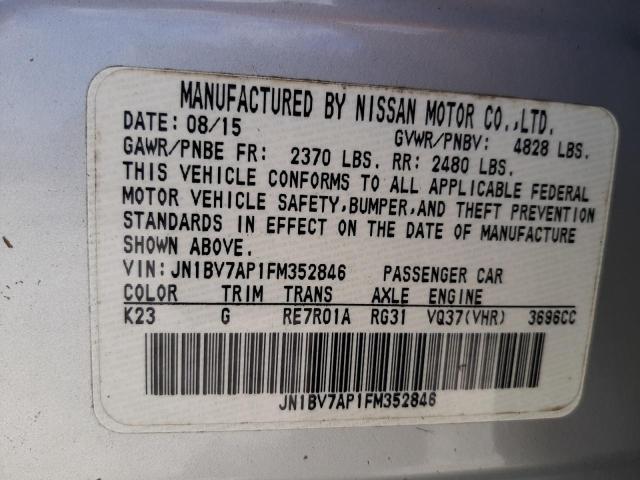 MANUFACTURED BY NISSAN MOTOR CO.,LTD.
DATE: 08/15 GVWR/PNBV: 4828 LBS.
GAWR/PNBE FR: 2370 LBS. RR: 2480 LBS.
THIS VEHICLE CONFORMS TO ALL APPLICABLE FEDERAL
MOTOR VEHICLE SAFETY,BUMPER,AND THEFT PREVENTION
STANDARDS IN EFFECT ON THE DATE OF MANUFACTURE
SHOWN ABOVE.
VIN:JN1BV7AP1FM352846 PASSENGER CAR
COLOR TRIM TRANS AXLE ENGINE
K23 G RE7R01A RG31 VQ37(VHR) 3696CC
JN1BV7AP1FM352846